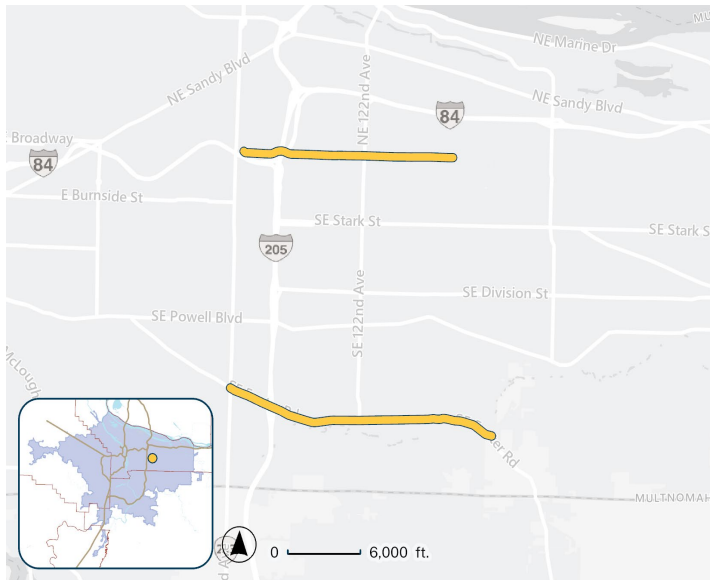 NE Marine Dr
NE Sandy Blvd
NE Sandy Blvd
NE 122nd Ave
84
Broadway
84
E Burnside St
SE Stark St
SE Stark S
205
SE Division St
SE 122nd Ave
SE Powell Blvd
McLough
er Rd
MULTNOMAH
0
6,000 ft.